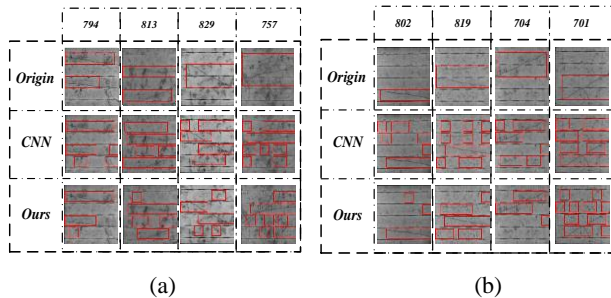 794 813 829 757
Origin
CNN
Ours
(a)
802 819 704 701
Origin
CNN
Ours
(b)